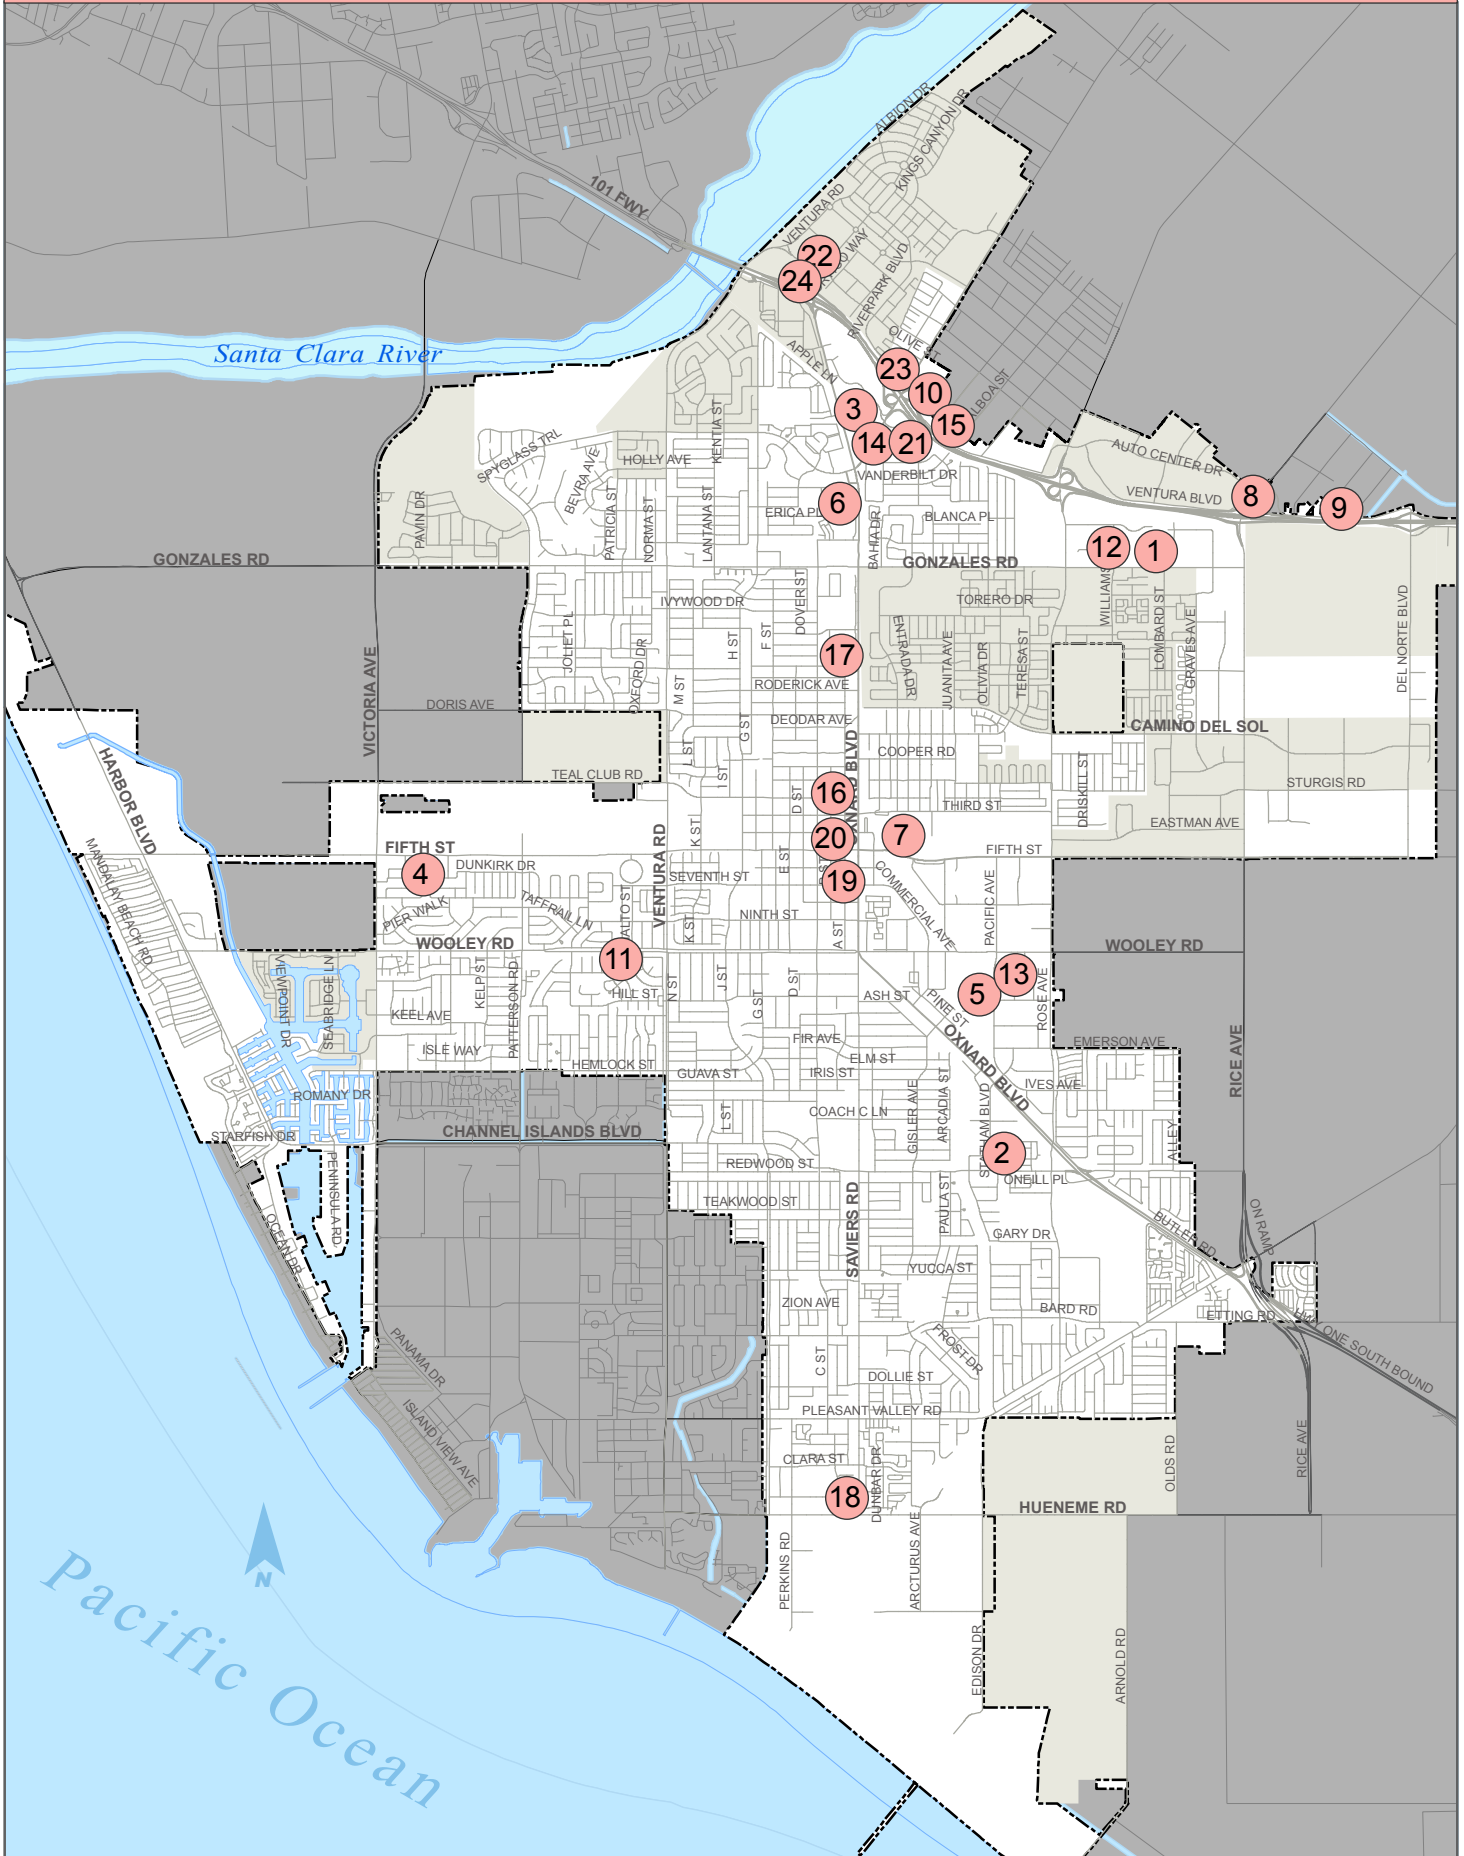 ALBION DR
KINGS CANYON DR
101 FWY
VENTURA RD
22
24
RIVERPARK BLVD
OLIVE ST
Santa Clara River
APPLE LN
23
10
3
15
14
21
KENTIA ST
SPYGLASS TRL
HOLLY AVE
BEVRA AVE
AUTO CENTER DR
VANDERBILT DR
VENTURA BLVD
8
9
6
PAVIN DR
PATRICIA ST
NORMA ST
LANTANA ST
ERICA PL
BAHIA DR
BLANCA PL
12
1
GONZALES RD
GONZALES RD
IVYWOOD DR
DOVER ST
TORERO DR
WILLIAMS
LOMBARD ST
GRAVES AVE
DEL NORTE BLVD
JOLIET PL
OXFORD DR
H ST
F ST
17
ENTRADA DR
JUANITA AVE
OLIVIA DR
TERESA ST
VICTORIA AVE
M ST
RODERICK AVE
DORIS AVE
G ST
DEODAR AVE
CAMINO DEL SOL
HARBOR BLVD
L ST
COOPER RD
TEAL CLUB RD
I ST
DRISKILL ST
STURGIS RD
D ST
16
THIRD ST
EASTMAN AVE
K ST
20
7
FIFTH ST
FIFTH ST
MANDALAY BEACH RD
VENTURA RD
E ST
DUNKIRK DR
4
SEVENTH ST
19
COMMERCIAL AVE
PACIFIC AVE
PIER WALK
TAFFRAIL LN
NINTH ST
K ST
A ST
WOOLEY RD
WOOLEY RD
11
VIEWPOINT DR
SEABRIDGE LN
KELP ST
PATTERSON RD
HILL ST
N ST
J ST
G ST
D ST
13
5
ASH ST
PINE ST
ROSE AVE
KEEL AVE
OXNARD BLVD
RICE AVE
ISLE WAY
FIR AVE
EMERSON AVE
HEMLOCK ST
ELM ST
GUAVA ST
IRIS ST
IVES AVE
ROMANY DR
L ST
COACH C LN
GISLER AVE
ARCADIA ST
STARFISH DR
CHANNEL ISLANDS BLVD
ALLEY
2
PENINSULA RD
REDWOOD ST
ONEILL PL
TEAKWOOD ST
PAULA ST
OCEAN DR
SAVIERS RD
GARY DR
BUTLER RD
ON RAMP
YUCCA ST
ZION AVE
BARD RD
ETTING RD
PANAMA DR
FROST DR
HWY ONE SOUTH BOUND
C ST
DOLLIE ST
ISLAND VIEW AVE
PLEASANT VALLEY RD
CLARA ST
DUNBAR DR
OLDS RD
RICE AVE
18
HUENEME RD
N
PERKINS RD
ARCTURUS AVE
Pacific Ocean
EDISON DR
ARNOLD RD